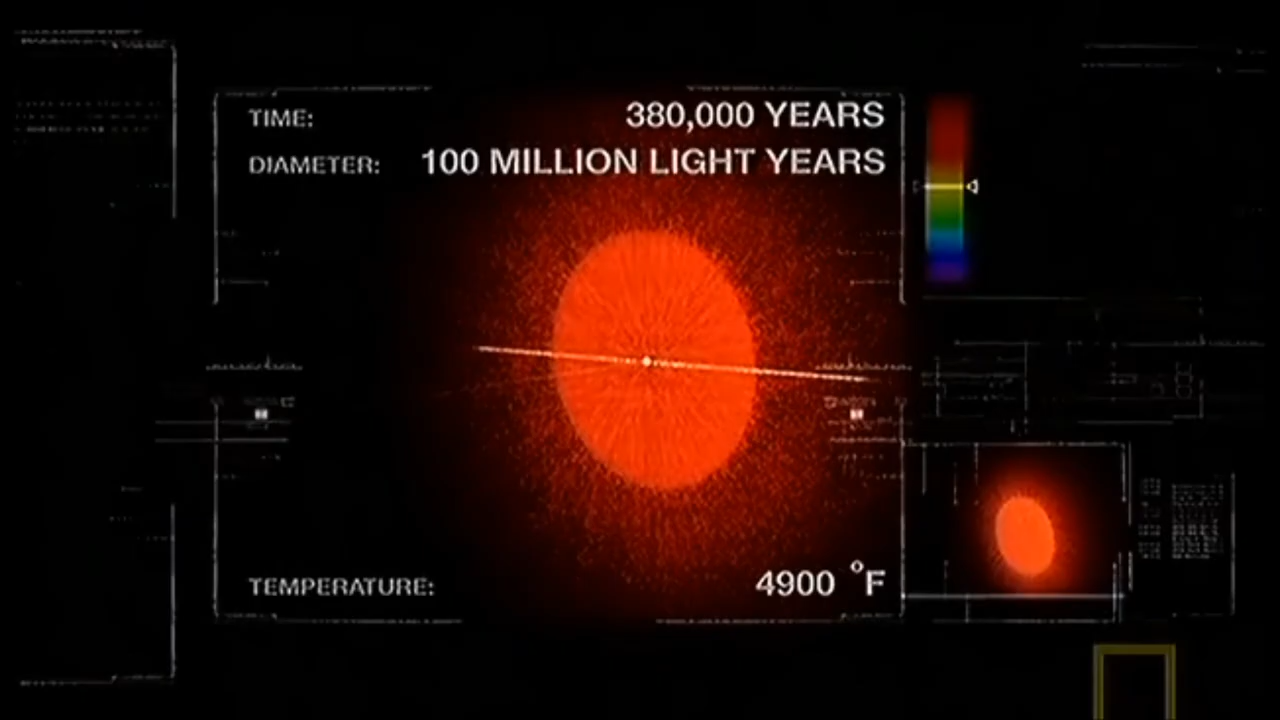 TIME: 380,000 YEARS
DIAMETER: 100 MILLION LIGHT YEARS
TEMPERATURE: 4900 °F